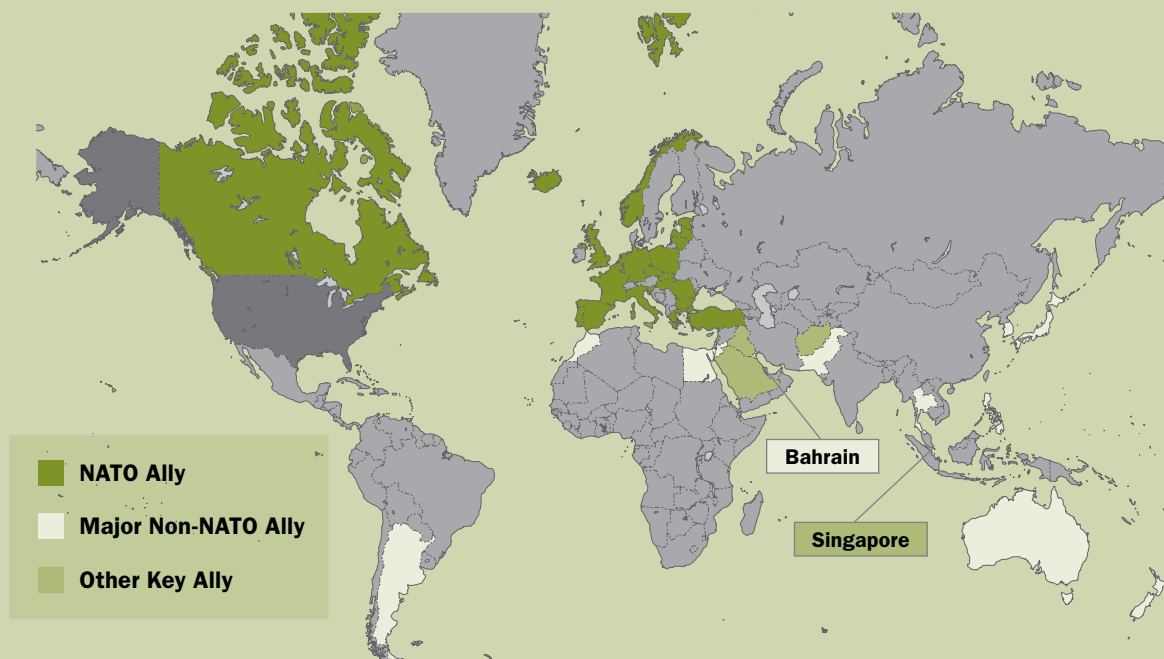 Bahrain
Singapore
NATO Ally
Major Non-NATO Ally
Other Key Ally